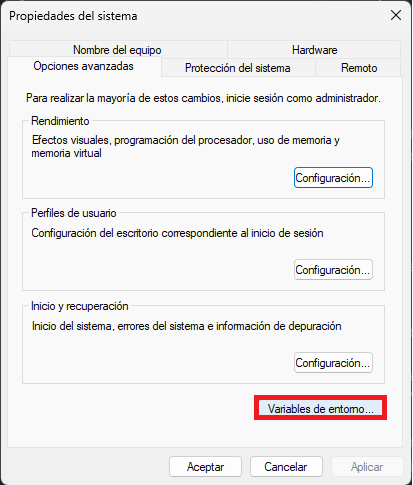 Propiedades del sistema
Nombre del equipo
Hardware
Opciones avanzadas
Protección del sistema
Remoto
Para realizar la mayoría de estos cambios, inicie sesión como administrador.
Rendimiento
Efectos visuales, programación del procesador, uso de memoria y
memoria virtual
Configuración...
Perfiles de usuario
Configuración del escritorio correspondiente al inicio de sesión
Configuración...
Inicio y recuperación
Inicio del sistema, errores del sistema e información de depuración
Configuración...
Variables de entorno...
Aceptar
Cancelar
Aplicar